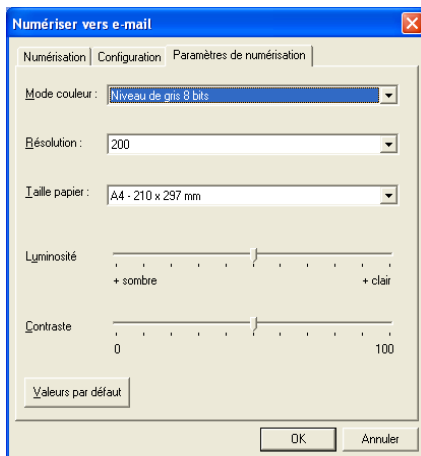 Numériser vers e-mail
Numérisation Configuration Paramètres de numérisation
Mode couleur : Niveau de gris 8 bits
Résolution : 200
Taille papier : A4 - 210 x 297 mm
Luminosité
+ sombre + clair
Contraste
0 100
Valeurs par défaut
OK Annuler